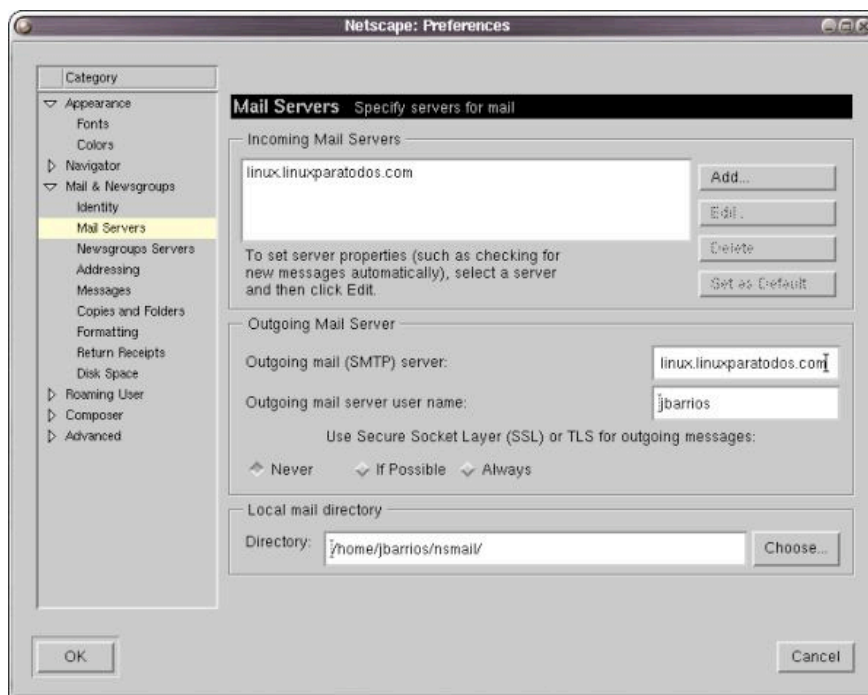 Netscape: Preferences
Category
Appearance
Fonts
Colors
Navigator
Mail & Newsgroups
Identity
Mail Servers
Newsgroups Servers
Addressing
Messages
Copies and Folders
Formatting
Return Receipts
Disk Space
Roaming User
Composer
Advanced
Mail Servers Specify servers for mail
Incoming Mail Servers
linux.linuxparatodos.com
Add...
Edit...
Delete
Set as Default
To set server properties (such as checking for
new messages automatically), select a server
and then click Edit.
Outgoing Mail Server
Outgoing mail (SMTP) server: linux.linuxparatodos.com
Outgoing mail server user name: jbarrios
Use Secure Socket Layer (SSL) or TLS for outgoing messages:
Never If Possible Always
Local mail directory
Directory: /home/jbarrios/nsmail/ Choose...
OK Cancel